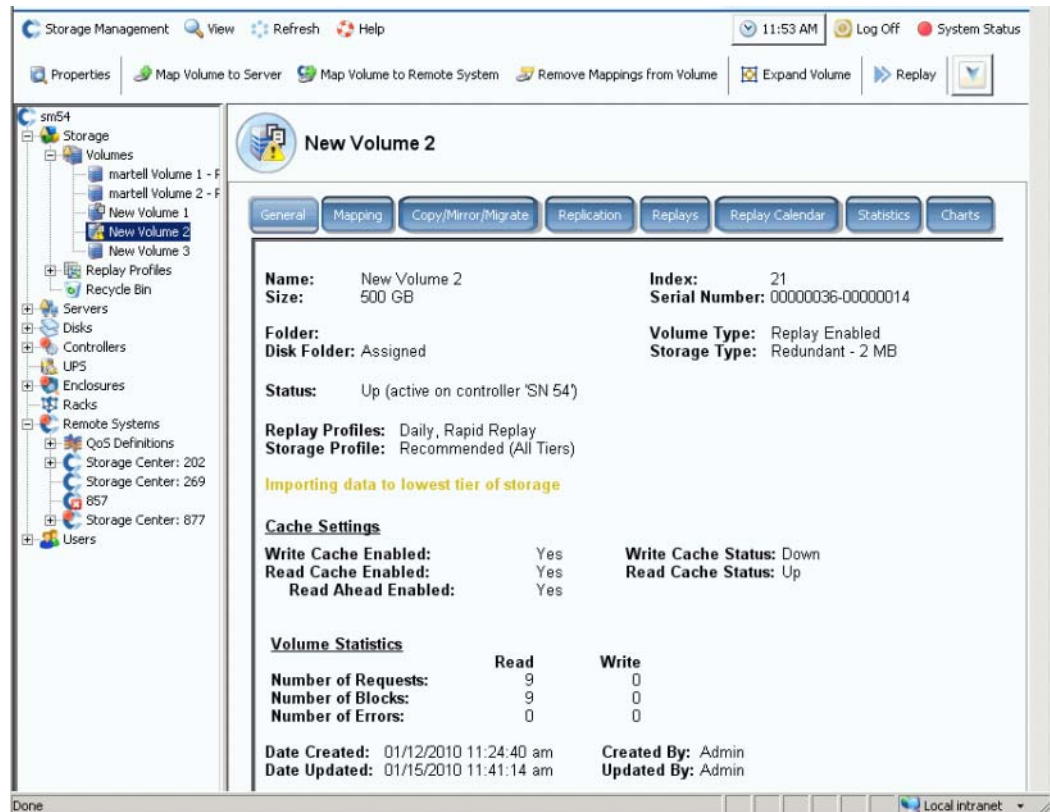 Storage Management View Refresh Help 11:53 AM Log Off System Status
Properties Map Volume to Server Map Volume to Remote System Remove Mappings from Volume Expand Volume Replay
sm54
Storage
Volumes
martell Volume 1 - F
martell Volume 2 - F
New Volume 1
New Volume 2
New Volume 3
Replay Profiles
Recycle Bin
Servers
Disks
Controllers
UPS
Enclosures
Racks
Remote Systems
QoS Definitions
Storage Center: 202
Storage Center: 269
857
Storage Center: 877
Users
New Volume 2
General Mapping Copy/Mirror/Migrate Replication Replays Replay Calendar Statistics Charts
Name: New Volume 2 Index: 21
Size: 500 GB Serial Number: 00000036-00000014
Folder: Volume Type: Replay Enabled
Disk Folder: Assigned Storage Type: Redundant - 2 MB
Status: Up (active on controller 'SN 54')
Replay Profiles: Daily, Rapid Replay
Storage Profile: Recommended (All Tiers)
Importing data to lowest tier of storage
Cache Settings
Write Cache Enabled: Yes Write Cache Status: Down
Read Cache Enabled: Yes Read Cache Status: Up
Read Ahead Enabled: Yes
Volume Statistics
Read Write
Number of Requests: 9 0
Number of Blocks: 9 0
Number of Errors: 0 0
Date Created: 01/12/2010 11:24:40 am Created By: Admin
Date Updated: 01/15/2010 11:41:14 am Updated By: Admin
Done Local intranet